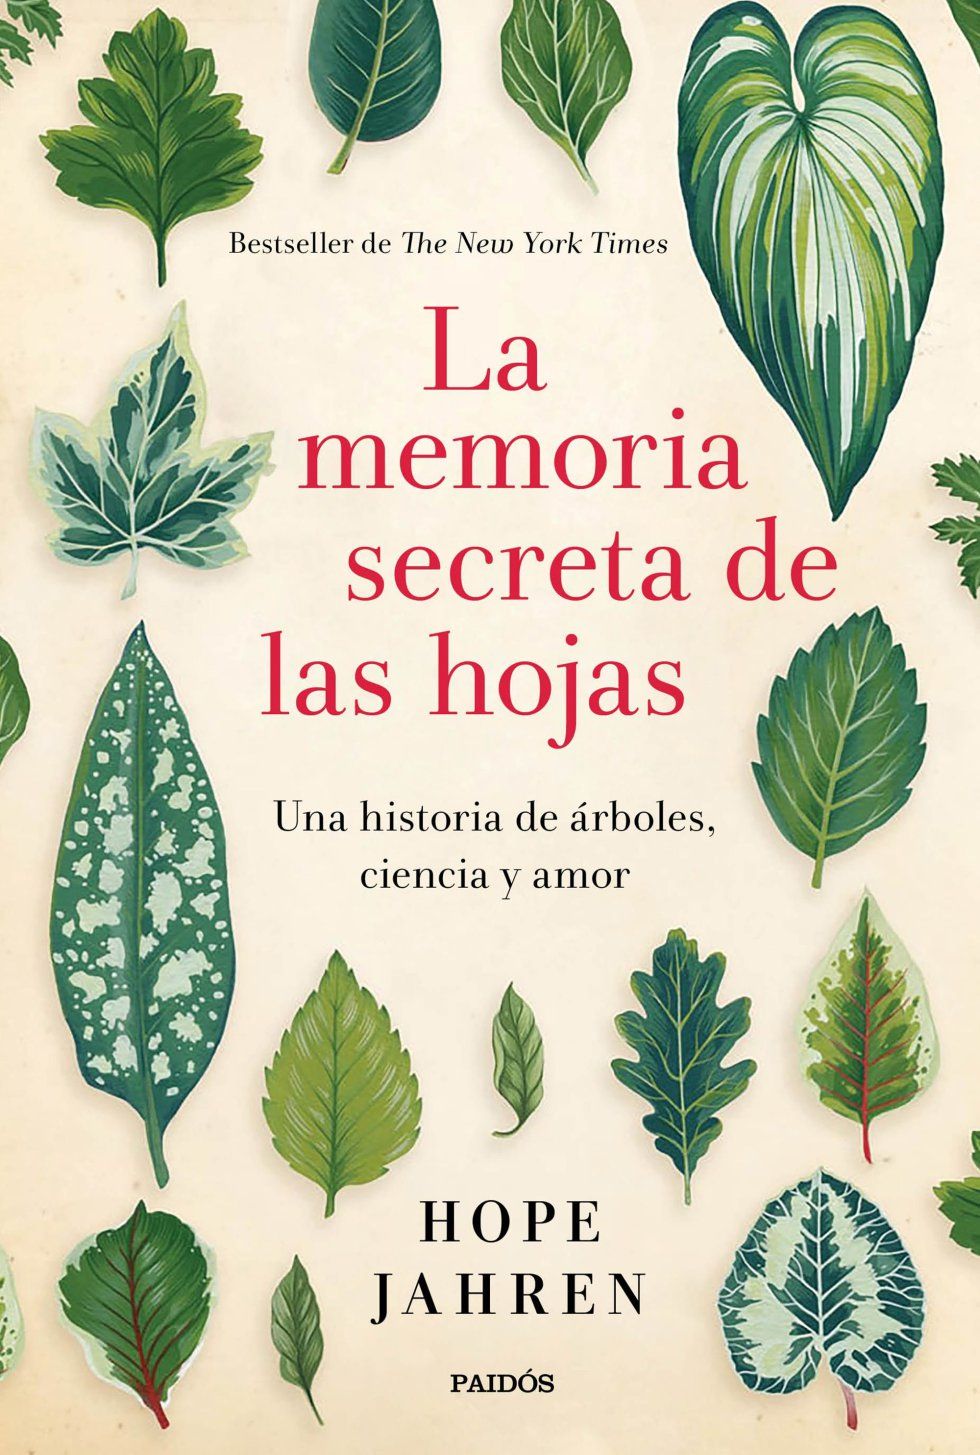 Bestseller de The New York Times
La
memoria
secreta de
las hojas
Una historia de árboles,
ciencia y amor
HOPE
JAHREN
PAIDÓS